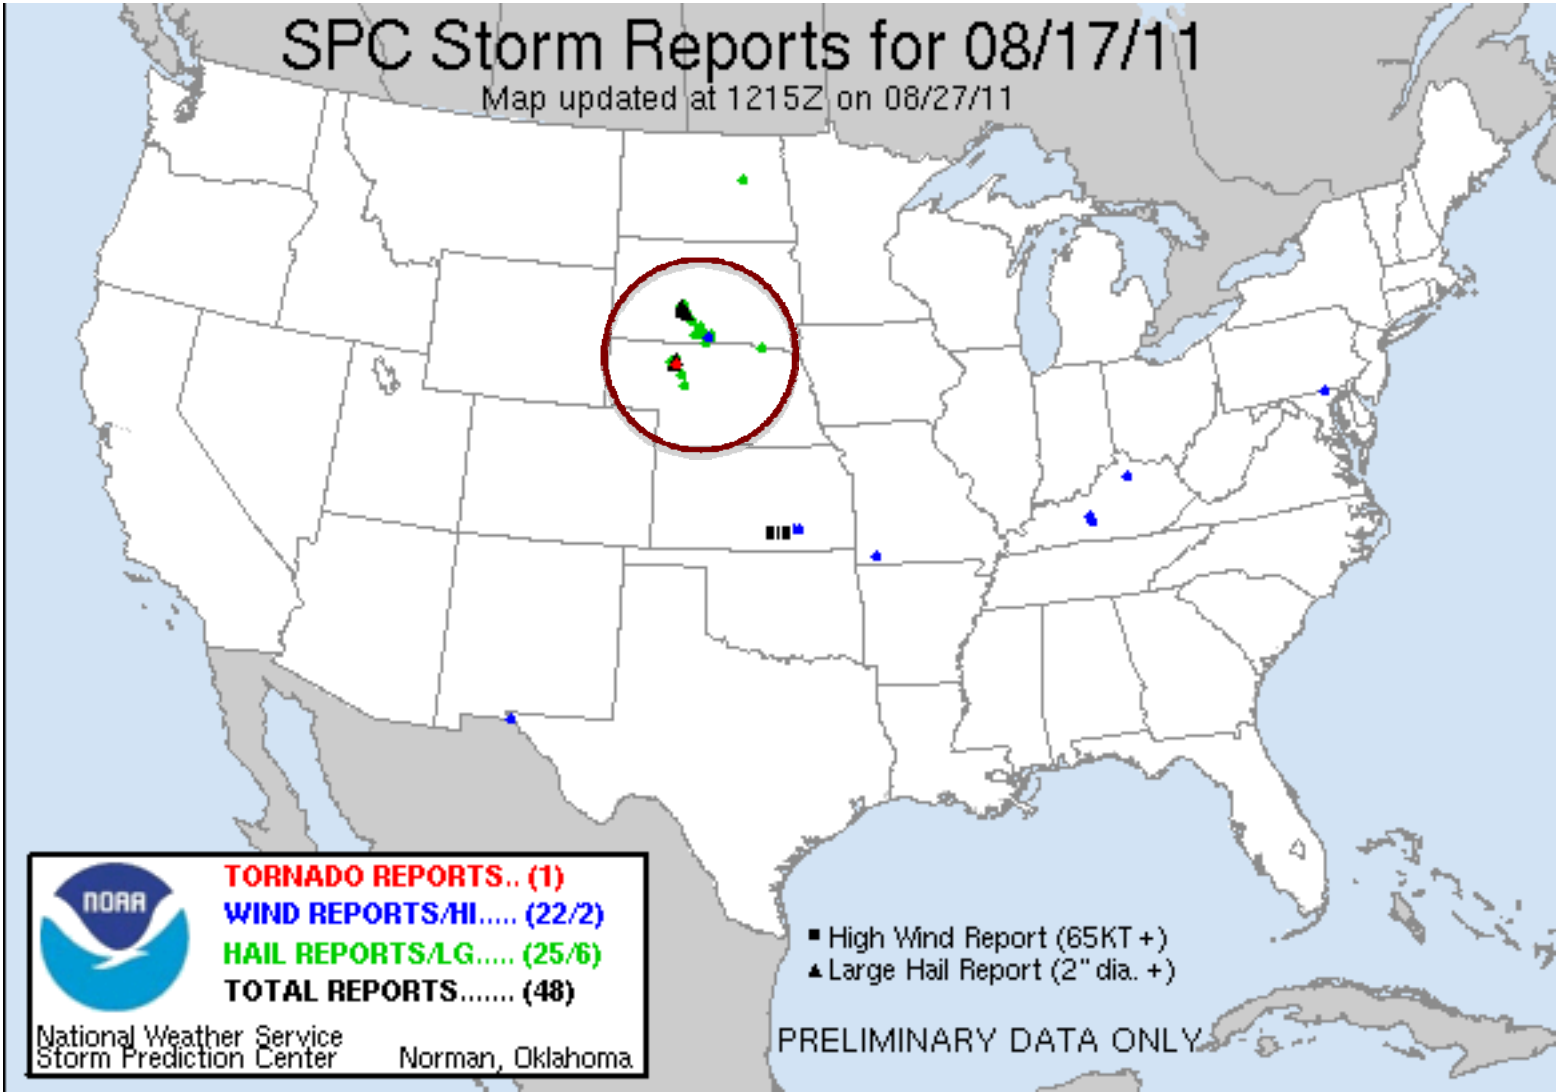 SPC Storm Reports for 08/17/11
Map updated at 1215Z on 08/27/11
NOAA
TORNADO REPORTS.. (1)
WIND REPORTS/HI..... (22/2)
HAIL REPORTS/LG..... (25/6)
TOTAL REPORTS....... (48)
National Weather Service
Storm Prediction Center Norman, Oklahoma
High Wind Report (65KT +)
Large Hail Report (2" dia. +)
PRELIMINARY DATA ONLY